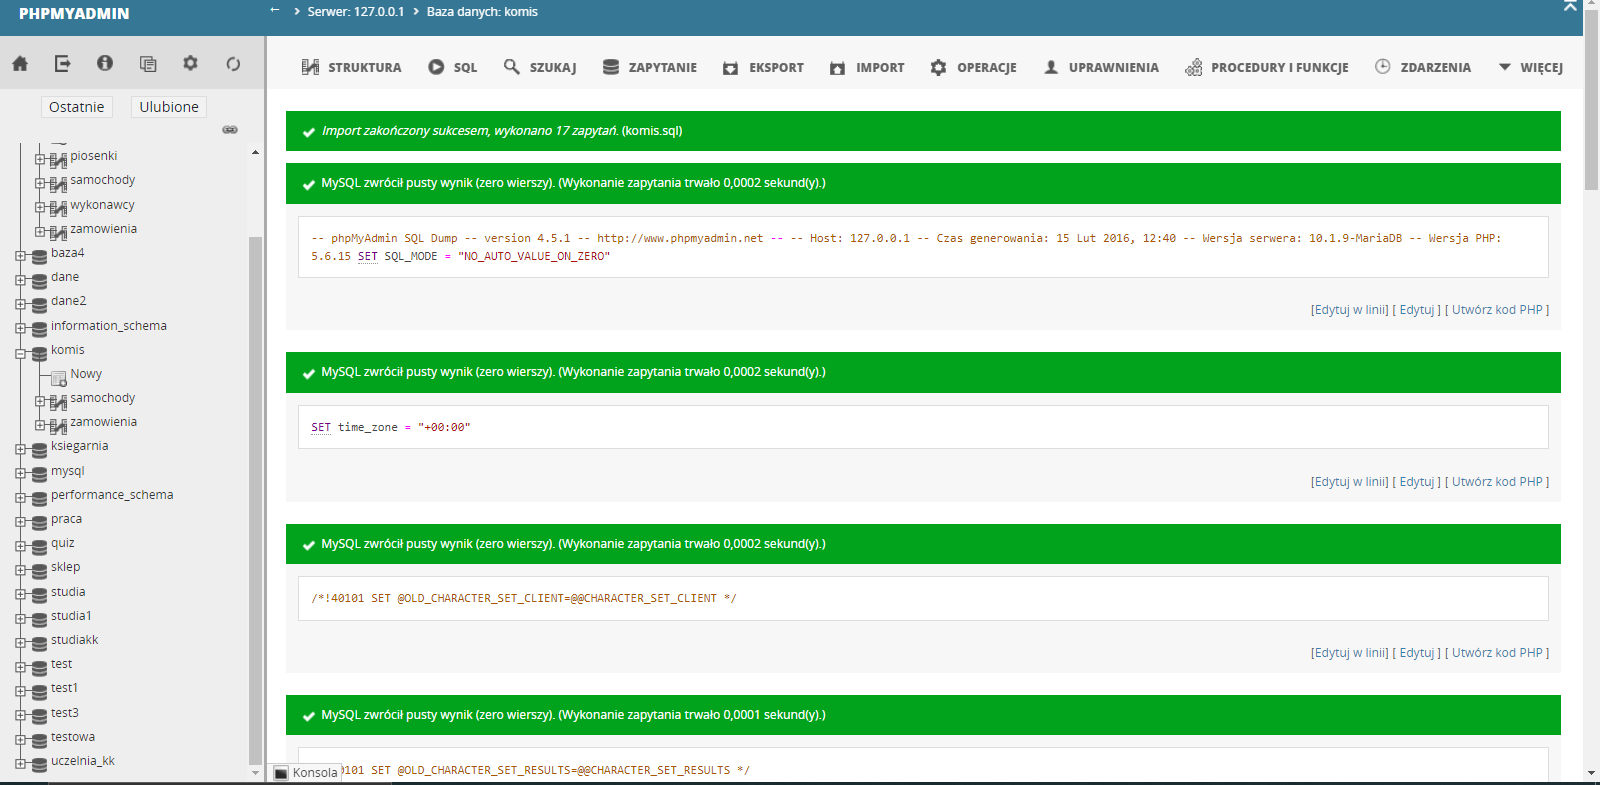 PHPMYADMIN
← › Serwer: 127.0.0.1 › Baza danych: komis
STRUKTURA SQL SZUKAJ ZAPYTANIE EKSPORT IMPORT OPERACJE UPRAWNIENIA PROCEDURY I FUNKCJE ZDARZENIA WIĘCEJ
Ostatnie Ulubione
piosenki
samochody
wykonawcy
zamowienia
baza4
dane
dane2
information_schema
komis
Nowy
samochody
zamowienia
ksiegarnia
mysql
performance_schema
praca
quiz
sklep
studia
studia1
studiakk
test
test1
test3
testowa
uczelnia_kk
Import zakończony sukcesem, wykonano 17 zapytań. (komis.sql)
MySQL zwrócił pusty wynik (zero wierszy). (Wykonanie zapytania trwało 0,0002 sekund(y).)
-- phpMyAdmin SQL Dump -- version 4.5.1 -- http://www.phpmyadmin.net -- -- Host: 127.0.0.1 -- Czas generowania: 15 Lut 2016, 12:40 -- Wersja serwera: 10.1.9-MariaDB -- Wersja PHP:
5.6.15 SET SQL_MODE = "NO_AUTO_VALUE_ON_ZERO"
[Edytuj w linii] [ Edytuj ] [ Utwórz kod PHP ]
MySQL zwrócił pusty wynik (zero wierszy). (Wykonanie zapytania trwało 0,0002 sekund(y).)
SET time_zone = "+00:00"
[Edytuj w linii] [ Edytuj ] [ Utwórz kod PHP ]
MySQL zwrócił pusty wynik (zero wierszy). (Wykonanie zapytania trwało 0,0002 sekund(y).)
/*!40101 SET @OLD_CHARACTER_SET_CLIENT=@@CHARACTER_SET_CLIENT */
[Edytuj w linii] [ Edytuj ] [ Utwórz kod PHP ]
MySQL zwrócił pusty wynik (zero wierszy). (Wykonanie zapytania trwało 0,0001 sekund(y).)
0101 SET @OLD_CHARACTER_SET_RESULTS=@@CHARACTER_SET_RESULTS */
Konsola